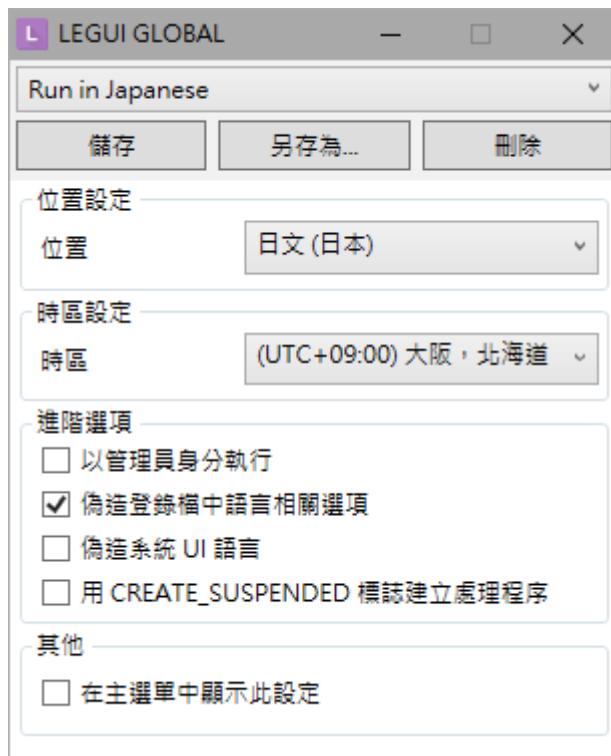 LEGUI GLOBAL
Run in Japanese
儲存 另存為... 刪除
位置設定
位置 日文 (日本)
時區設定
時區 (UTC+09:00) 大阪，北海道
進階選項
以管理員身分執行
偽造登錄檔中語言相關選項
偽造系統 UI 語言
用 CREATE_SUSPENDED 標誌建立處理程序
其他
在主選單中顯示此設定